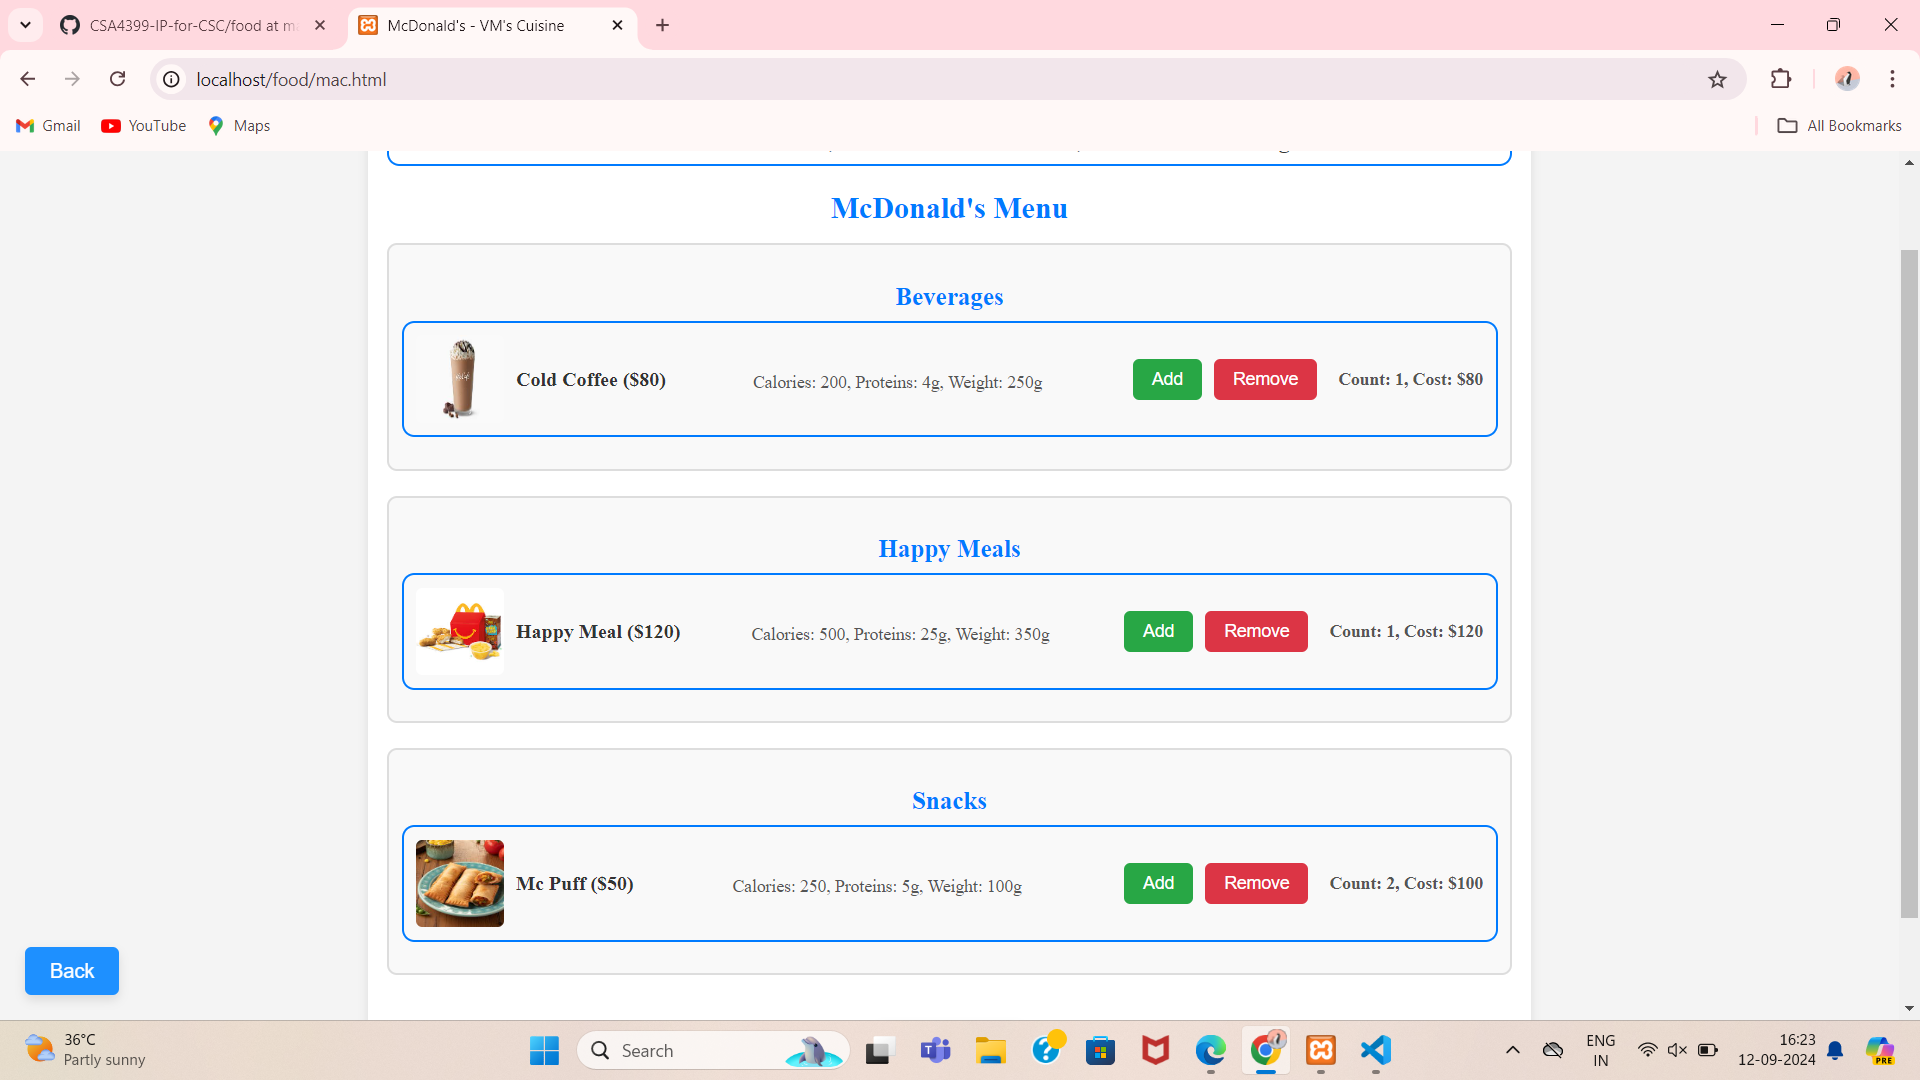 CSA4399-IP-for-CSC/food at ma
McDonald's - VM's Cuisine
localhost/food/mac.html
Gmail
YouTube
Maps
All Bookmarks
McDonald's Menu
Beverages
Cold Coffee ($80)
Calories: 200, Proteins: 4g, Weight: 250g
Add
Remove
Count: 1, Cost: $80
Happy Meals
Happy Meal ($120)
Calories: 500, Proteins: 25g, Weight: 350g
Add
Remove
Count: 1, Cost: $120
Snacks
Mc Puff ($50)
Calories: 250, Proteins: 5g, Weight: 100g
Add
Remove
Count: 2, Cost: $100
Back
36°C
Partly sunny
Search
ENG
IN
16:23
12-09-2024
PRE